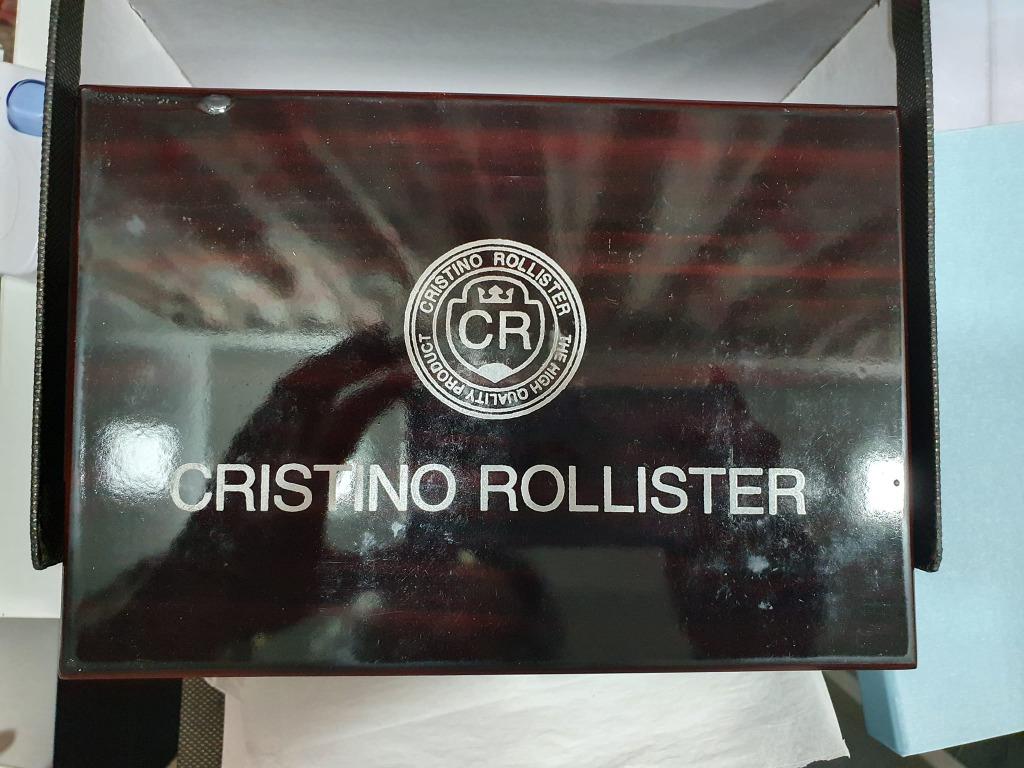 CRISTINO ROLLISTER
THE HIGH QUALITY PRODUCT
CR
CRISTINO ROLLISTER